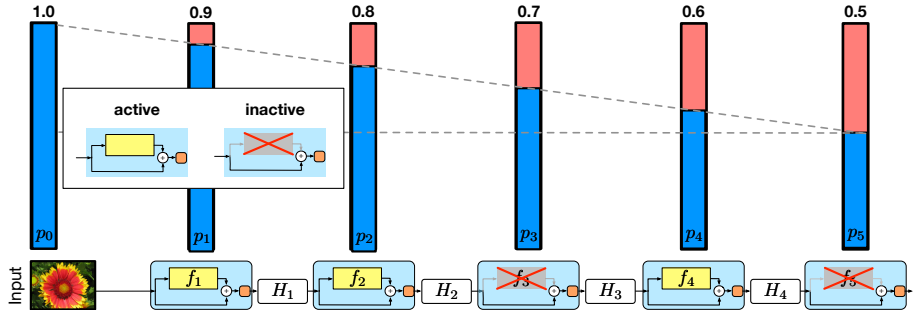 1.0 0.9 0.8 0.7 0.6 0.5
active inactive
+ +
p₀ p₁ p₂ p₃ p₄ p₅
Input
f₁ + H₁ f₂ + H₂ f₃ + H₃ f₄ + H₄ f₅ +